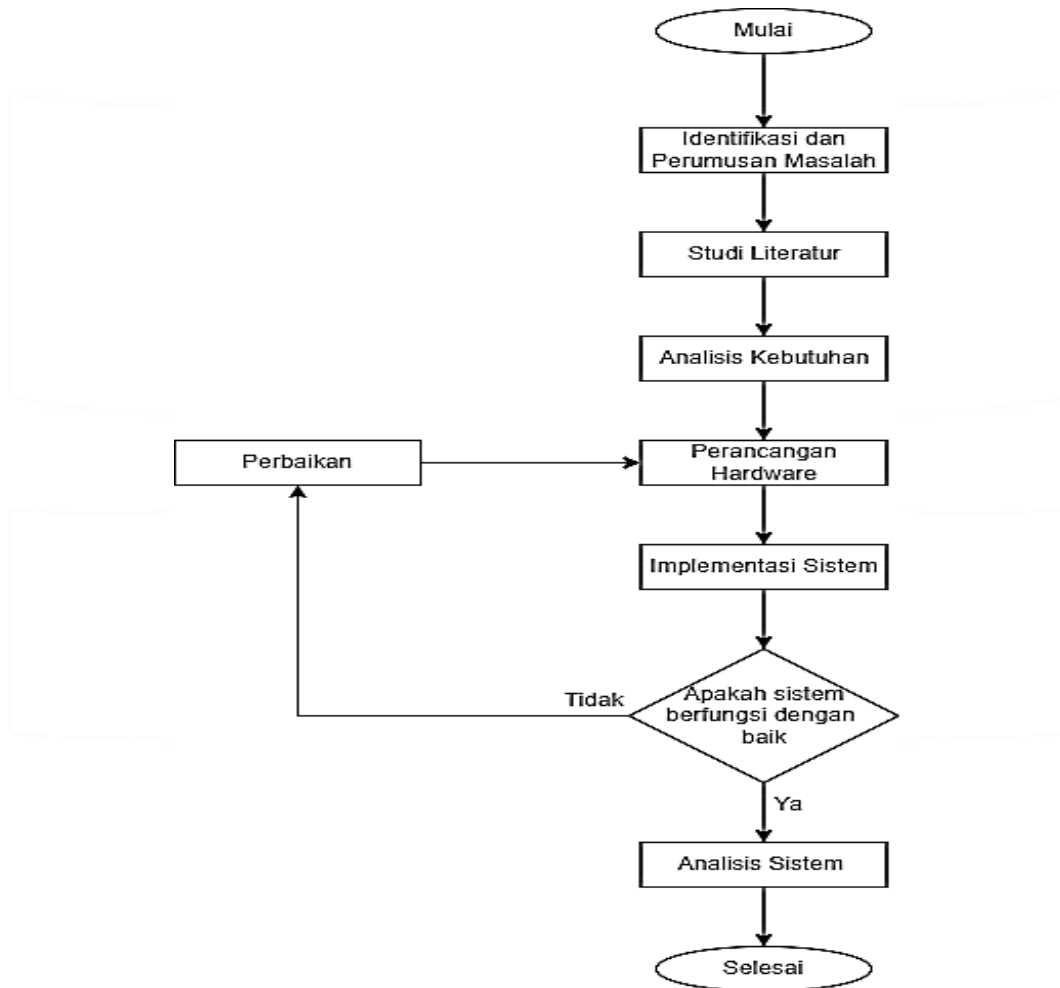 Mulai
Identifikasi dan
Perumusan Masalah
Studi Literatur
Analisis Kebutuhan
Perbaikan
Perancangan
Hardware
Implementasi Sistem
Tidak
Apakah sistem
berfungsi dengan
baik
Ya
Analisis Sistem
Selesai